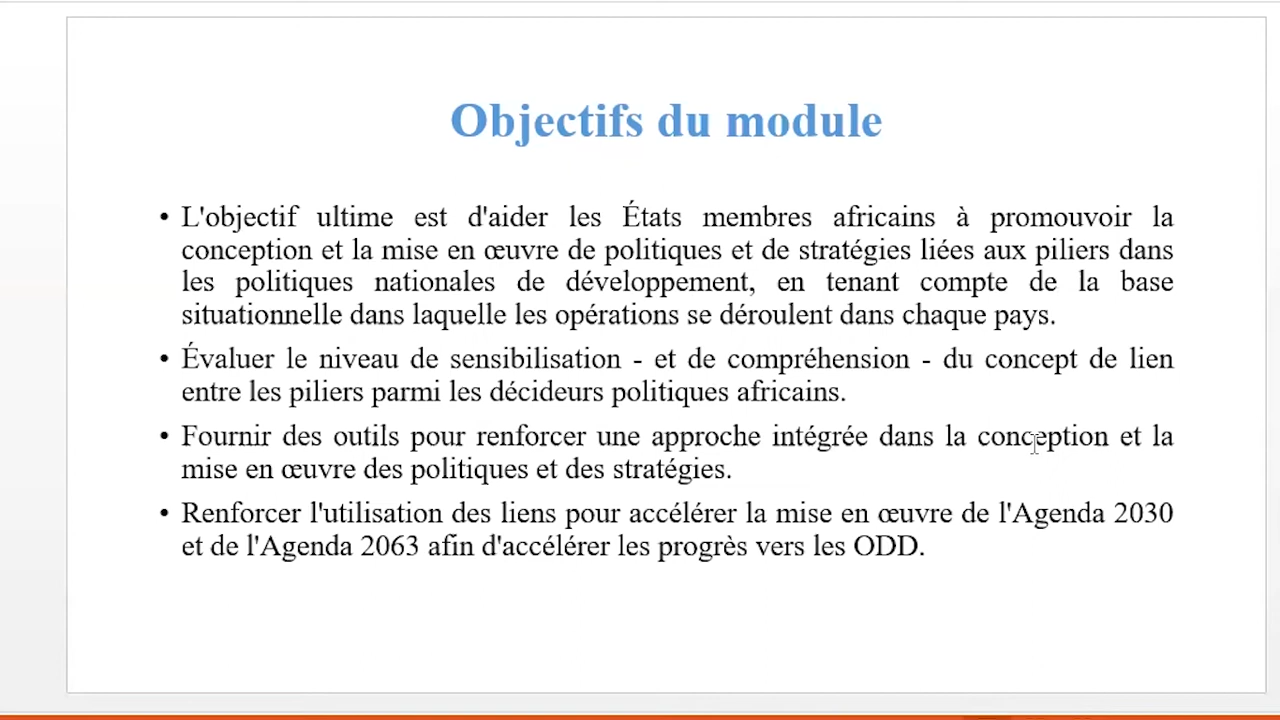 Objectifs du module
• L'objectif ultime est d'aider les États membres africains à promouvoir la
conception et la mise en œuvre de politiques et de stratégies liées aux piliers dans
les politiques nationales de développement, en tenant compte de la base
situationnelle dans laquelle les opérations se déroulent dans chaque pays.
• Évaluer le niveau de sensibilisation - et de compréhension - du concept de lien
entre les piliers parmi les décideurs politiques africains.
• Fournir des outils pour renforcer une approche intégrée dans la conception et la
mise en œuvre des politiques et des stratégies.
• Renforcer l'utilisation des liens pour accélérer la mise en œuvre de l'Agenda 2030
et de l'Agenda 2063 afin d'accélérer les progrès vers les ODD.